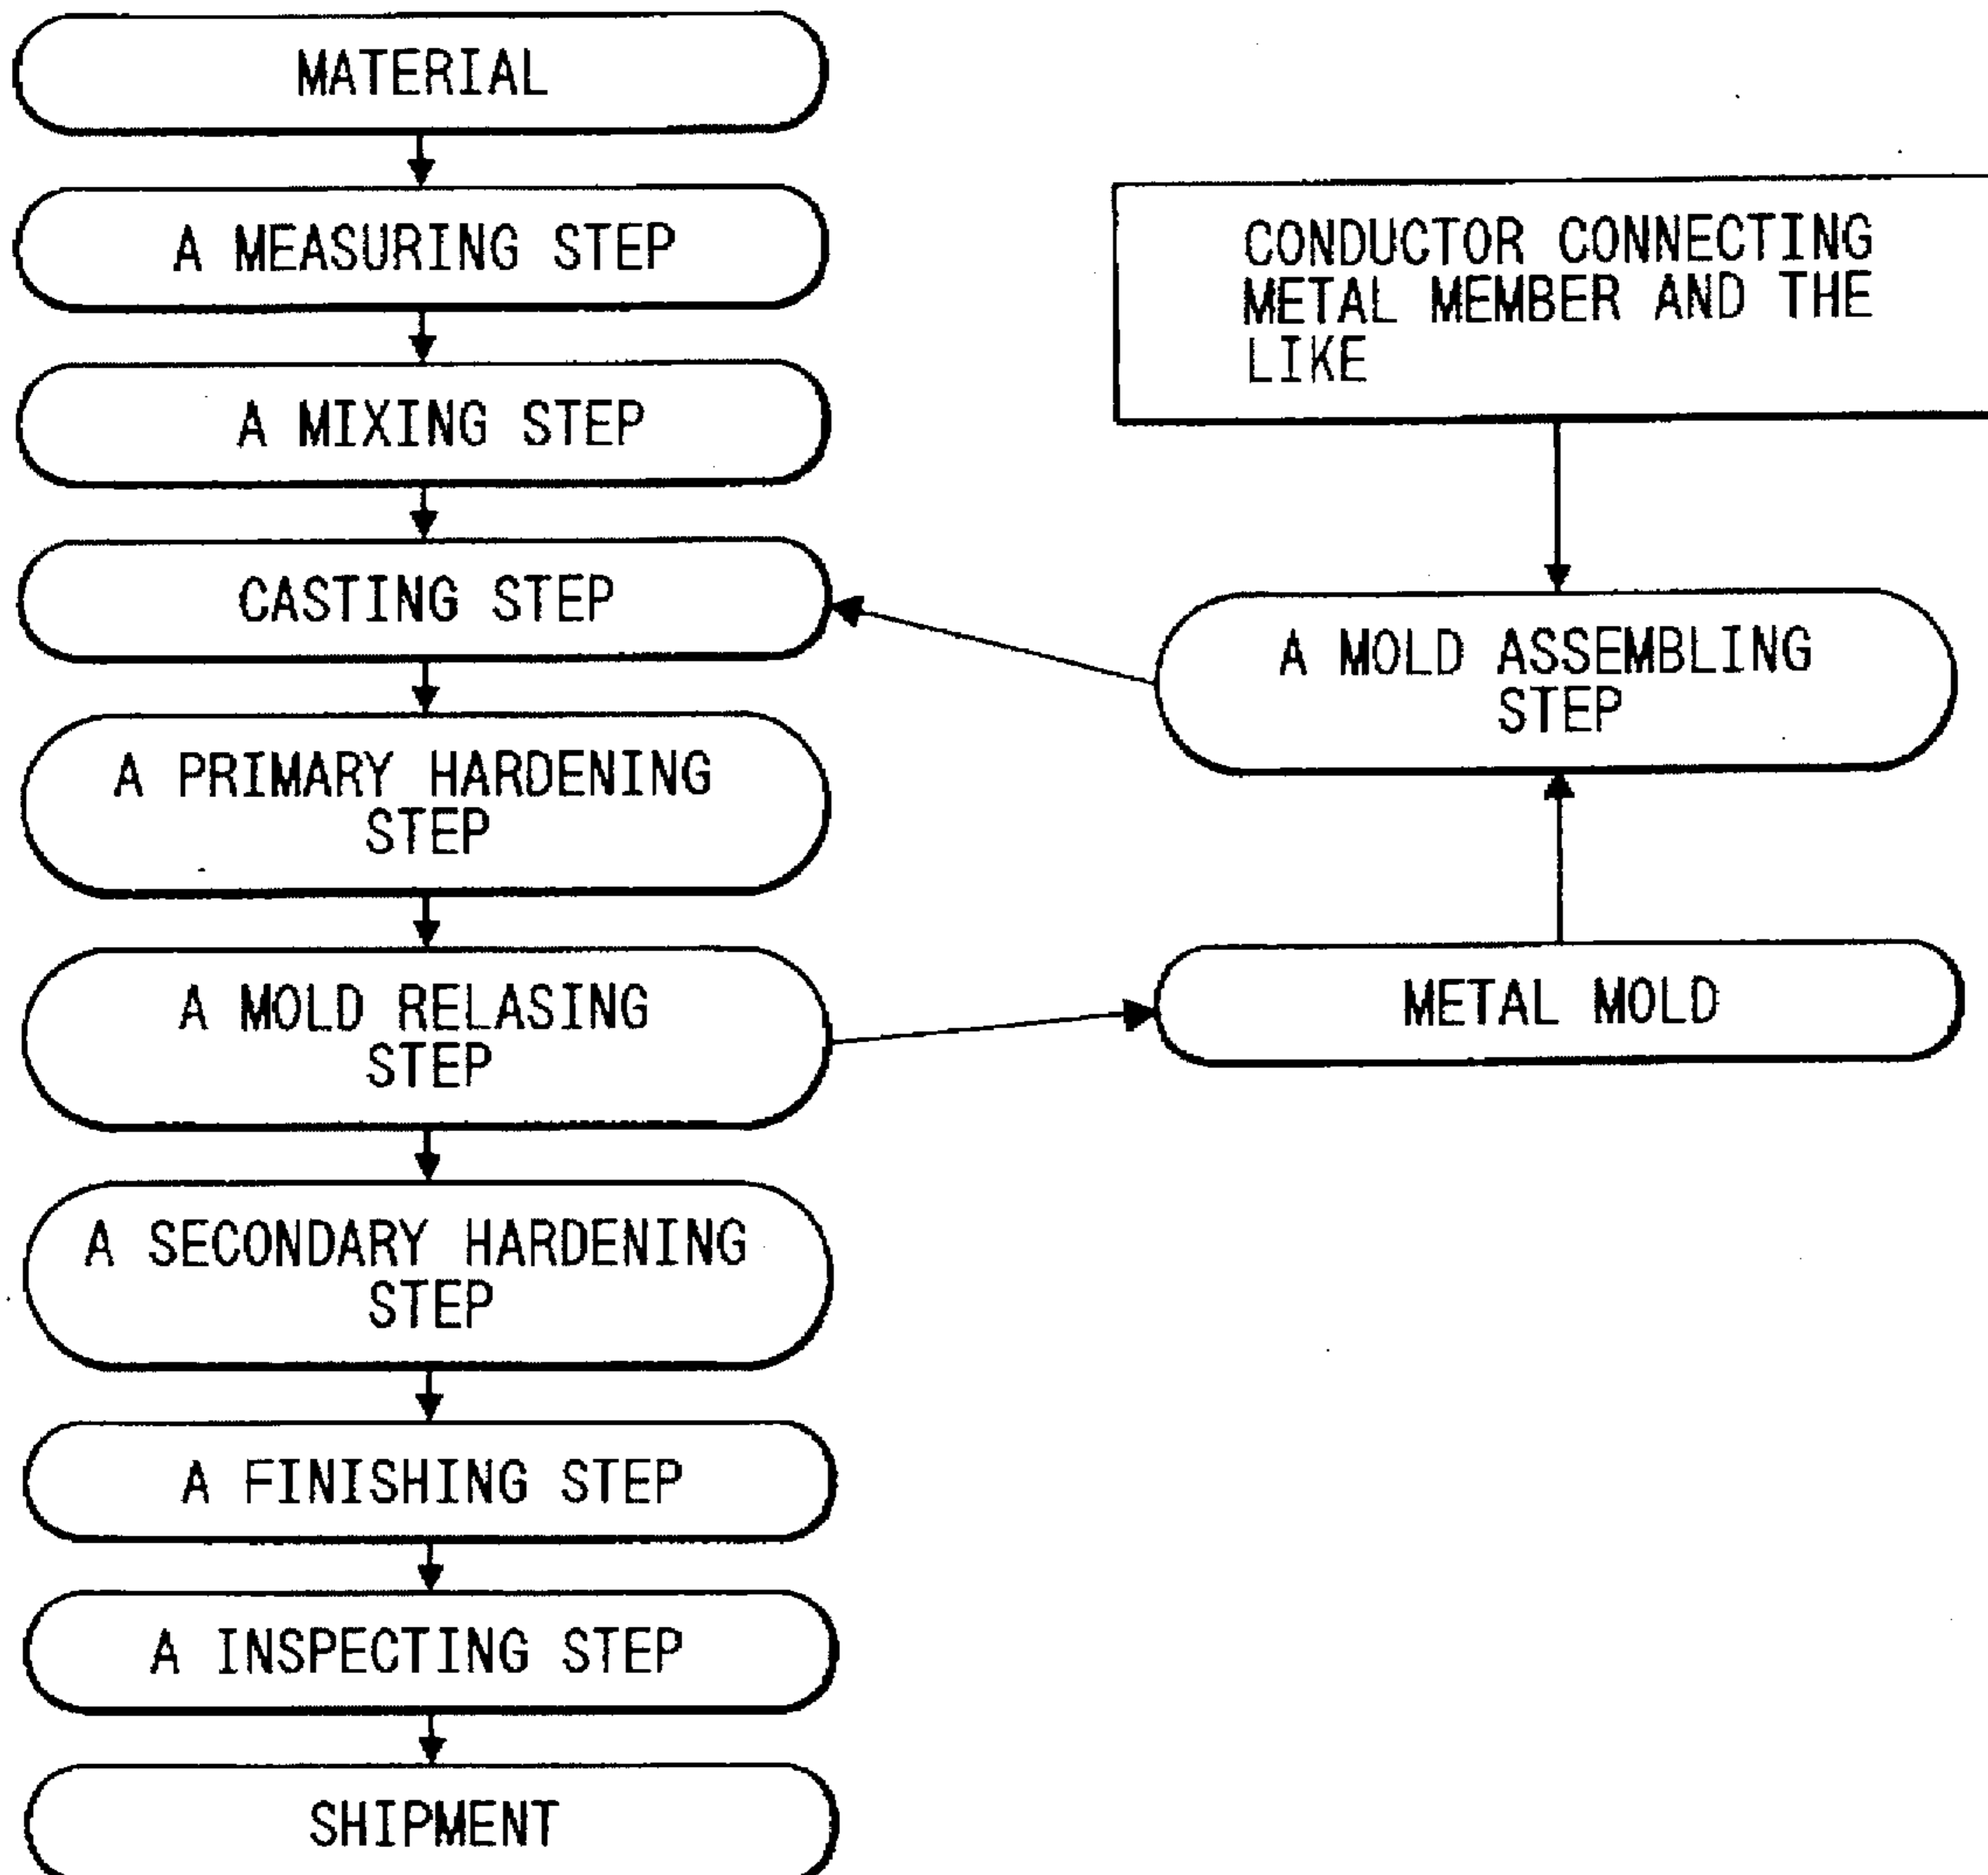 MATERIAL
A MEASURING STEP
A MIXING STEP
CASTING STEP
A PRIMARY HARDENING
STEP
A MOLD RELASING
STEP
A SECONDARY HARDENING
STEP
A FINISHING STEP
A INSPECTING STEP
SHIPMENT
CONDUCTOR CONNECTING
METAL MEMBER AND THE
LIKE
A MOLD ASSEMBLING
STEP
METAL MOLD